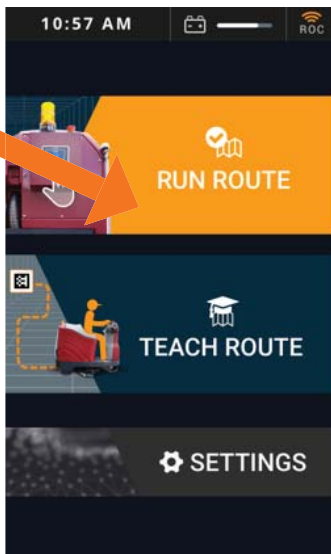 10:57 AM
ROC
RUN ROUTE
TEACH ROUTE
SETTINGS